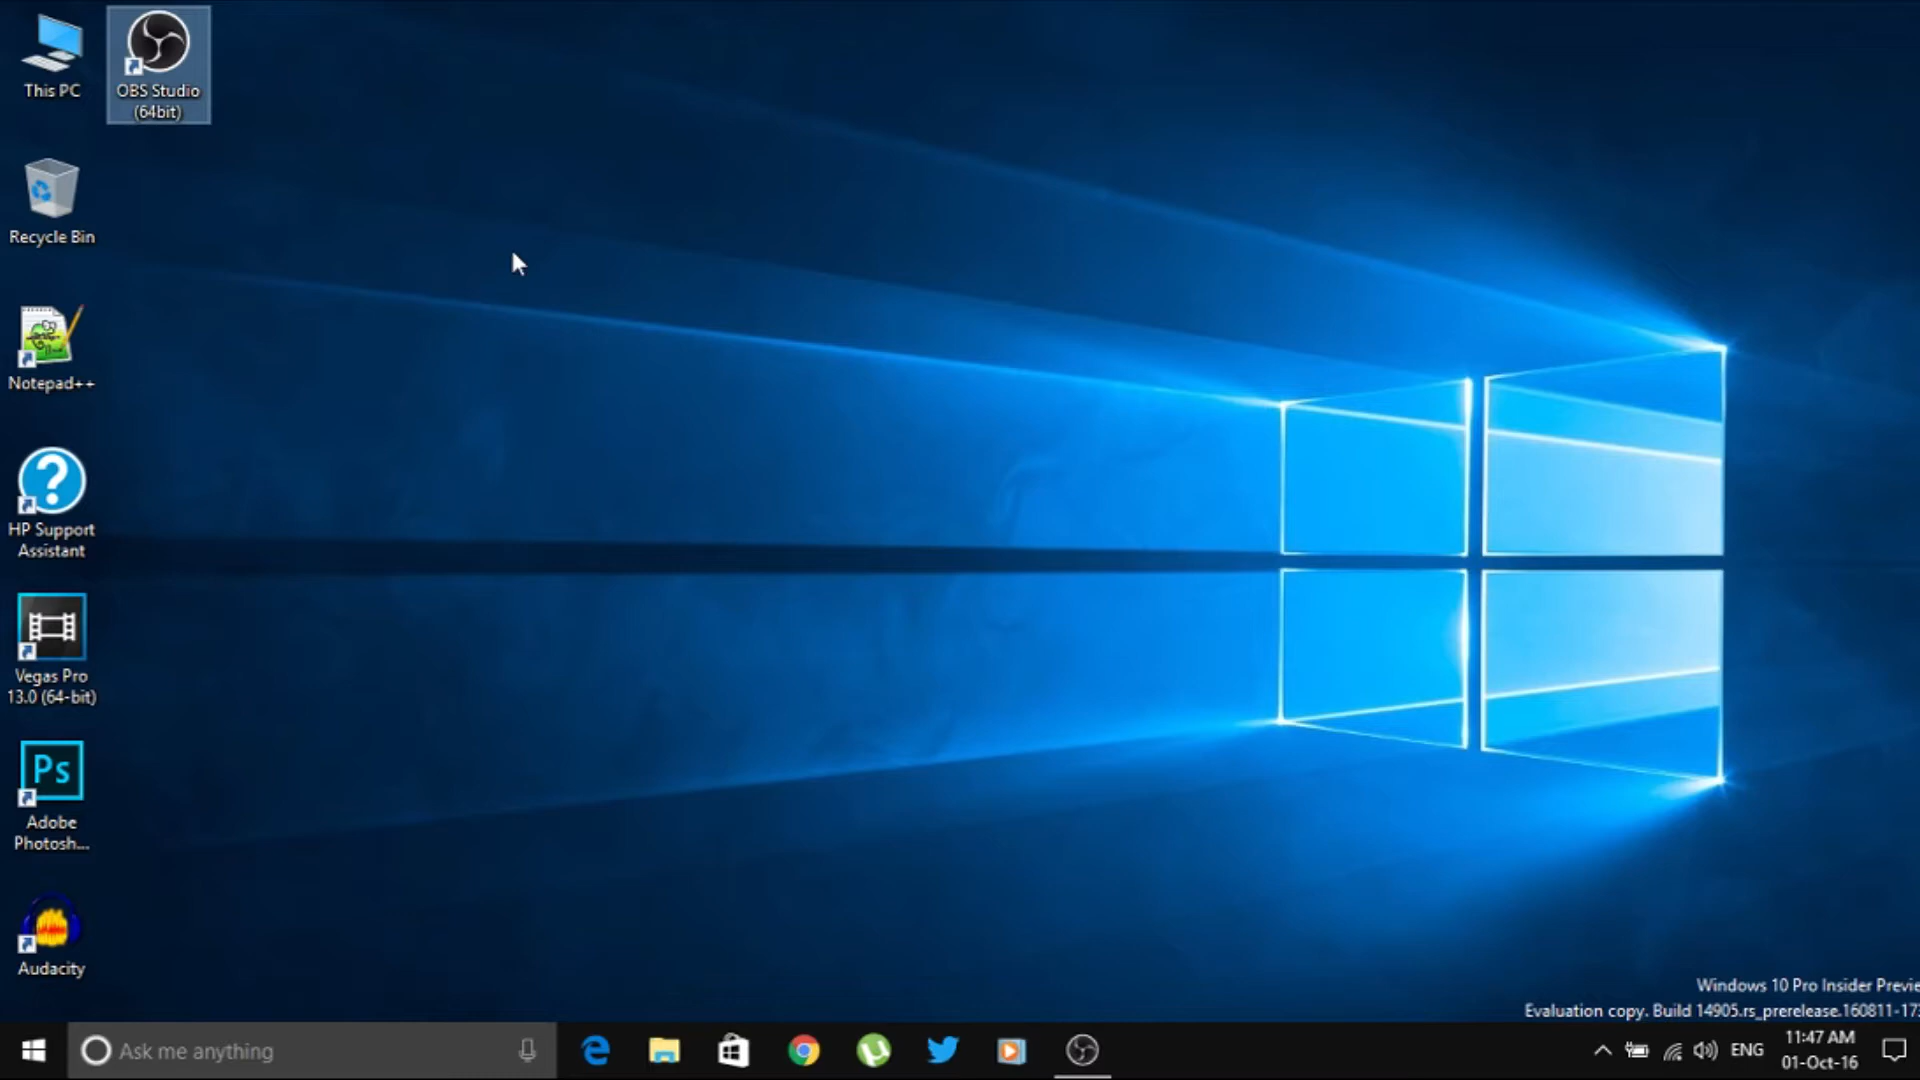 This PC
OBS Studio
(64bit)
Recycle Bin
Notepad++
HP Support
Assistant
Vegas Pro
13.0 (64-bit)
Ps
Adobe
Photosh...
Audacity
Windows 10 Pro Insider Previe
Evaluation copy. Build 14905.rs_prerelease.160811-173
Ask me anything
ENG
11:47 AM
01-Oct-16